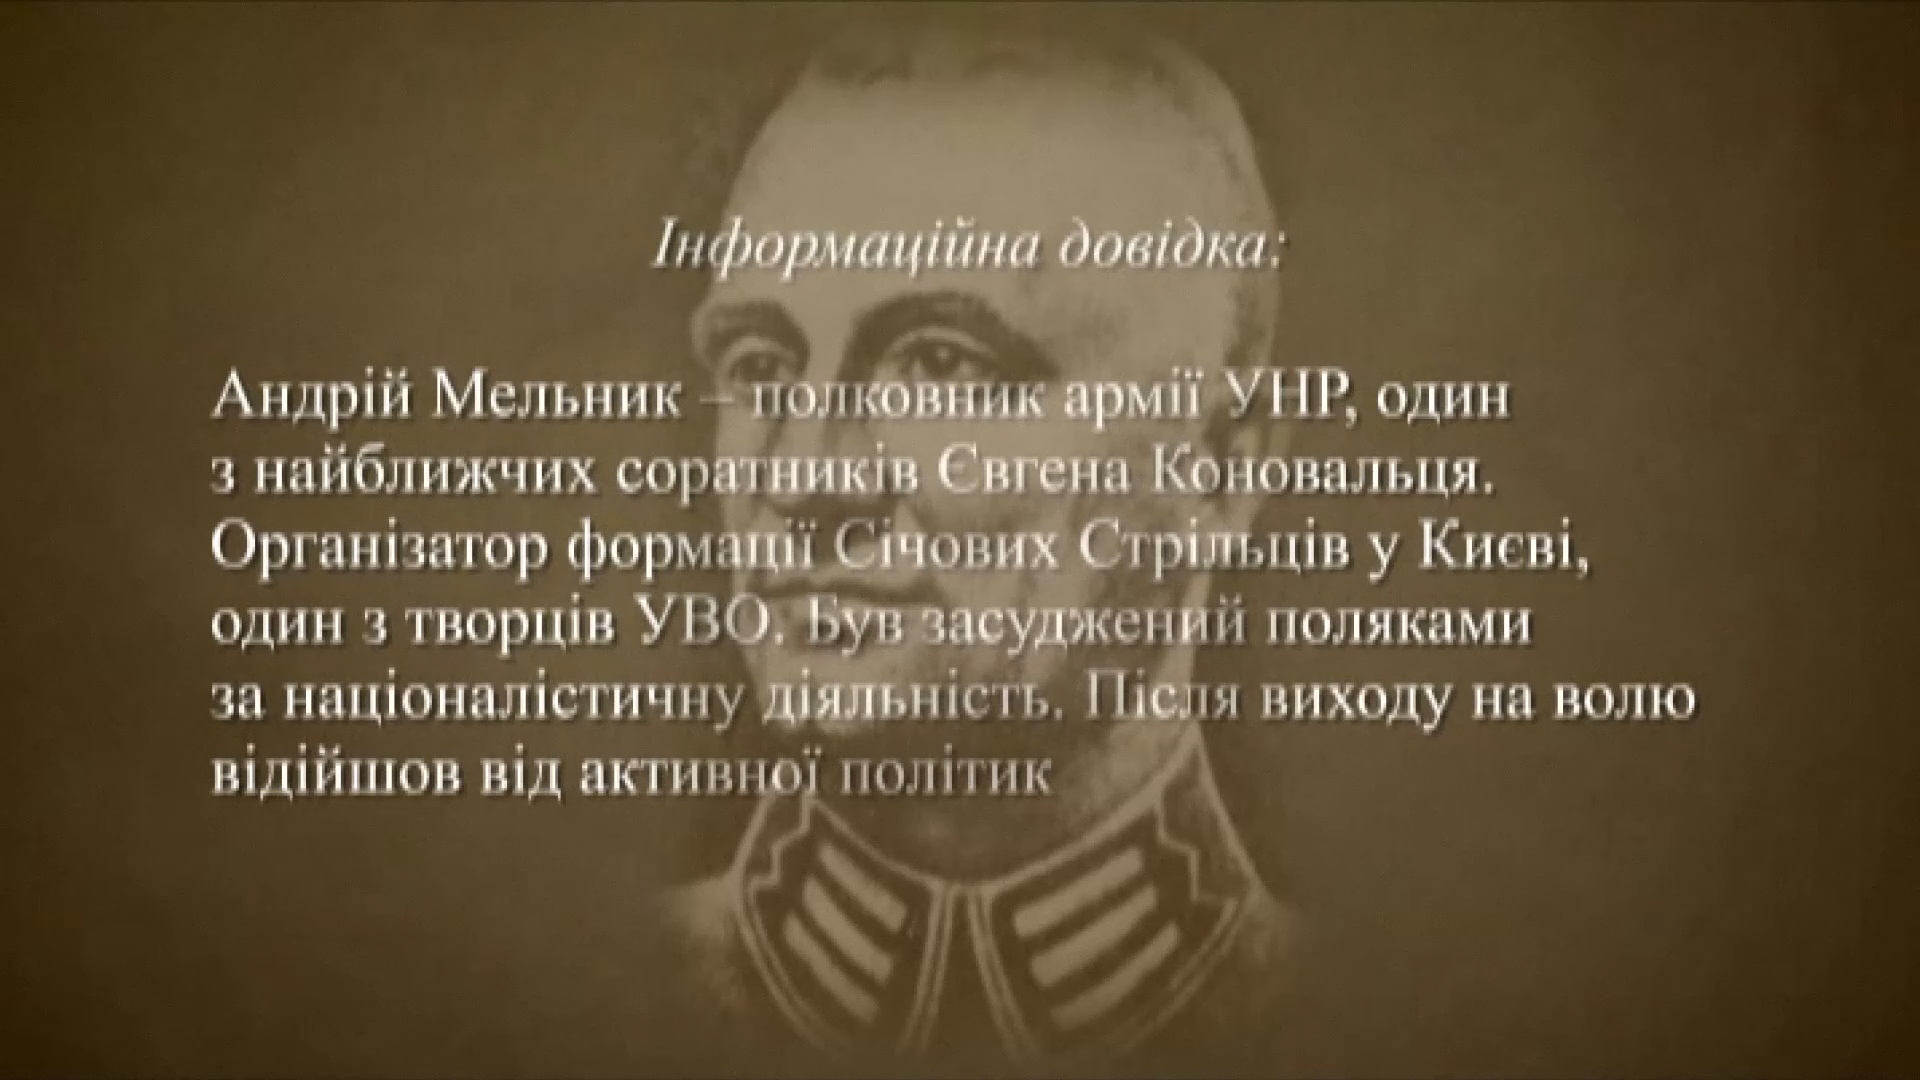 Інформаційна довідка:
Андрій Мельник – полковник армії УНР, один
з найближчих соратників Євгена Коновальця.
Організатор формації Січових Стрільців у Києві,
один з творців УВО. Був засуджений поляками
за націоналістичну діяльність. Після виходу на волю
відійшов від активної політик